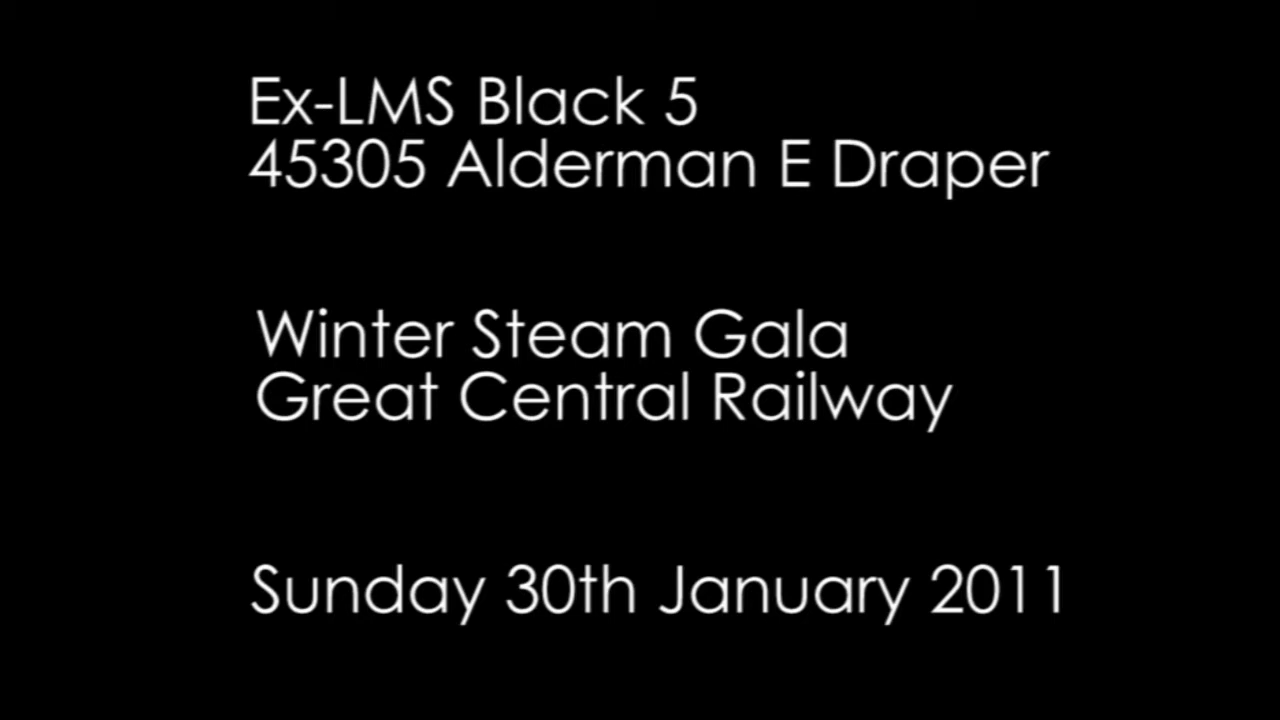 Ex-LMS Black 5
45305 Alderman E Draper
Winter Steam Gala
Great Central Railway
Sunday 30th January 2011